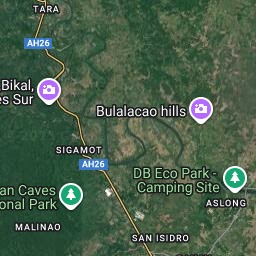 TARA
AH26
Bikal,
es Sur
Bulalacao hills
SIGAMOT
AH26
DB Eco Park -
Camping Site
an Caves
onal Park
ASLONG
MALINAO
SAN ISIDRO